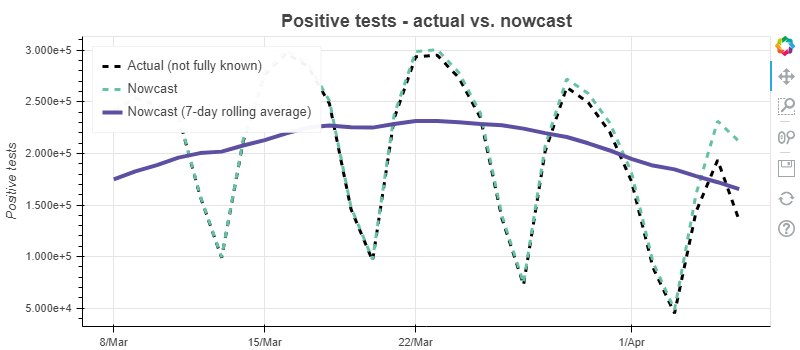 Positive tests - actual vs. nowcast
Actual (not fully known)
Nowcast
Nowcast (7-day rolling average)
Positive tests
3.000e+5
2.500e+5
2.000e+5
1.500e+5
1.000e+5
5.000e+4
8/Mar
15/Mar
22/Mar
1/Apr